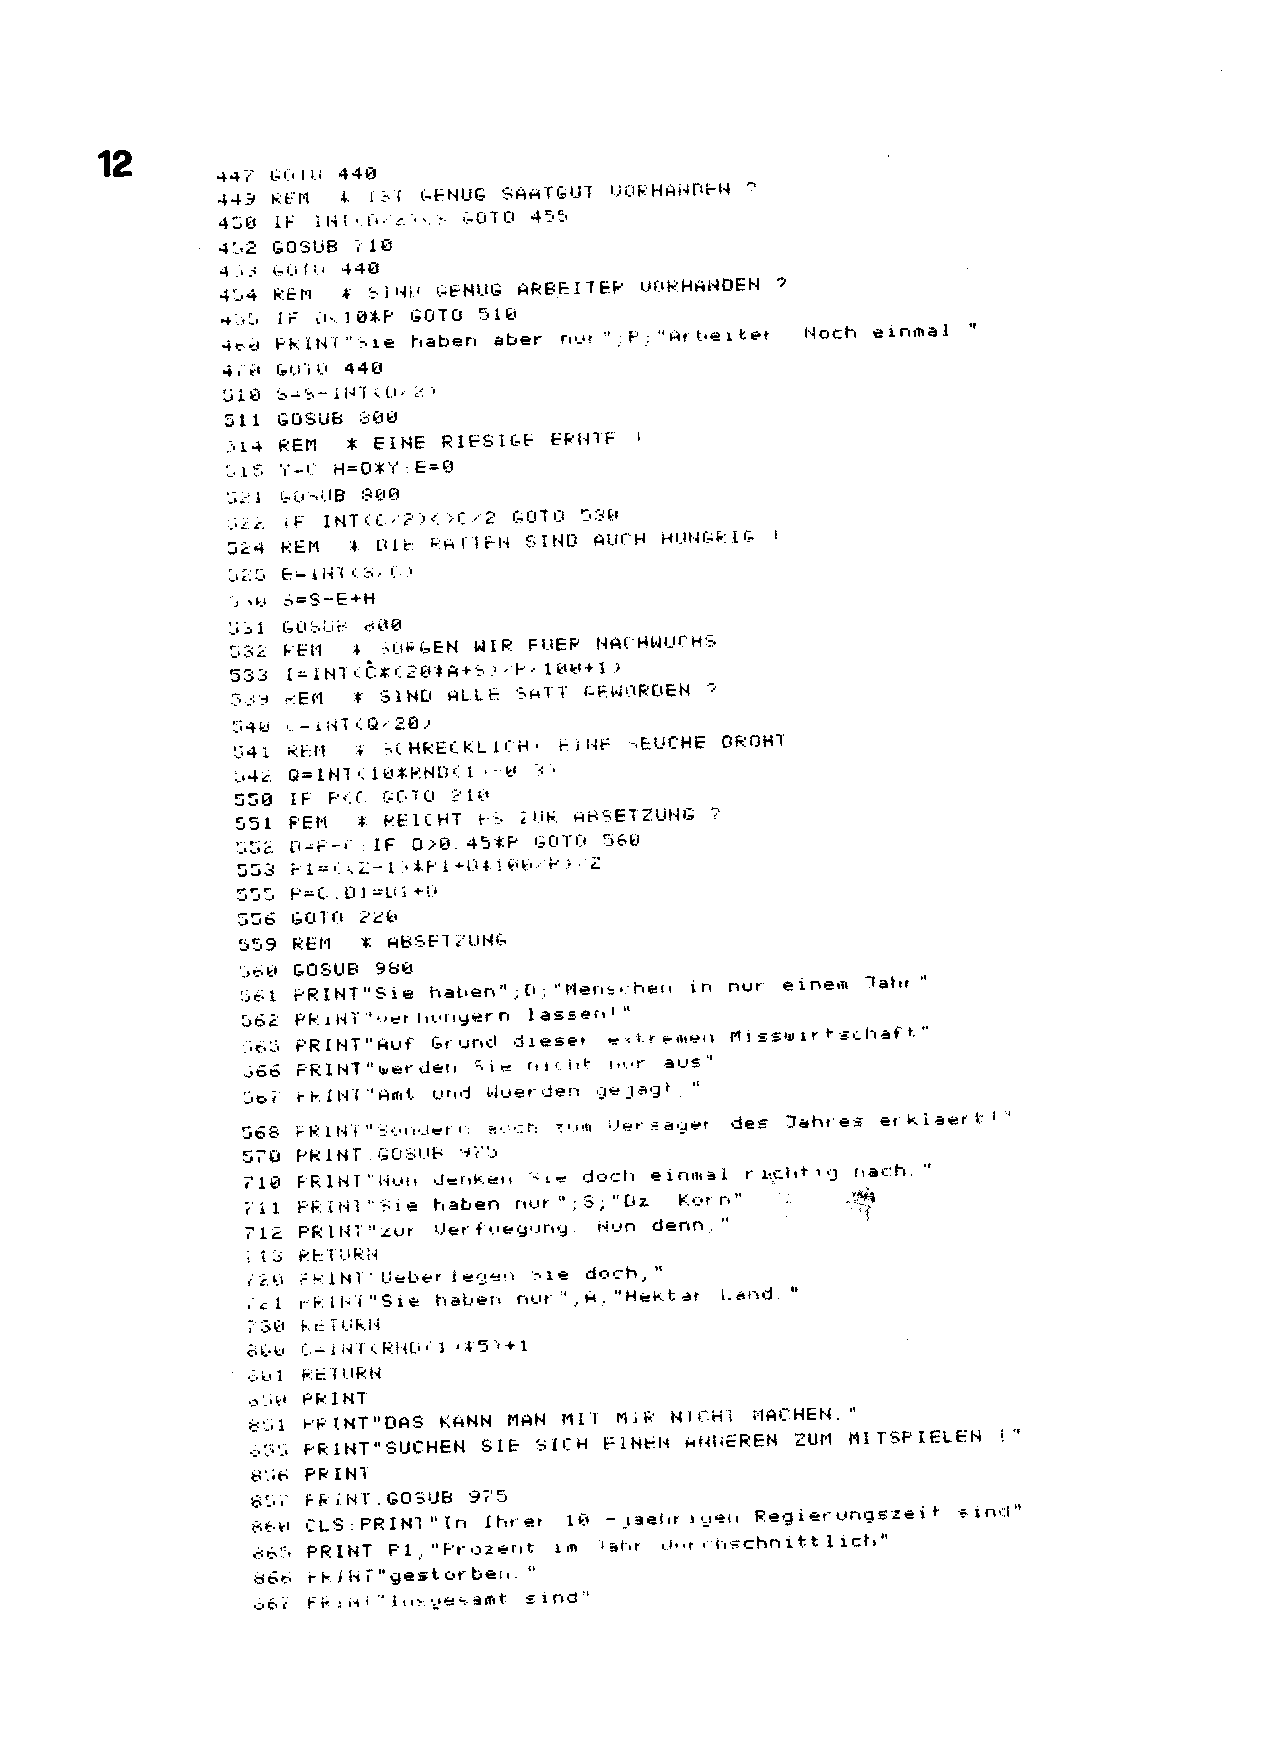 12
447 GOTO 440
449 REM * IST GENUG SAATGUT VORHANDEN ?
450 IF INT(D/2)<S GOTO 455
452 GOSUB 710
453 GOTO 440
454 REM * SIND GENUG ARBEITER VORHANDEN ?
455 IF D<10*P GOTO 510
460 PRINT"Sie haben aber nur";P;"Arbeiter Noch einmal "
470 GOTO 440
510 S=S-INT(D/2)
511 GOSUB 800
514 REM * EINE RIESIGE ERNTE !
515 Y=C H=D*Y:E=0
521 GOSUB 800
522 IF INT(C/2)<>C/2 GOTO 530
524 REM * DIE RATTEN SIND AUCH HUNGRIG !
525 E=INT(S/C)
530 S=S-E+H
531 GOSUB 800
532 REM * SORGEN WIR FUER NACHWUCHS
533 I=INT(C*(20*A+S)/P/100+1)
539 REM * SIND ALLE SATT GEWORDEN ?
540 C=INT(Q/20)
541 REM * SCHRECKLICH! EINE SEUCHE DROHT
542 Q=INT(10*RND(1)-0 3)
550 IF P<C GOTO 210
551 REM * REICHT ES ZUR ABSETZUNG ?
552 D=P-C:IF D>0.45*P GOTO 560
553 P1=((Z-1)*P1+D*100/P)/Z
555 P=C:D1=D1+D
556 GOTO 220
559 REM * ABSETZUNG
560 GOSUB 980
561 PRINT"Sie haben";D;"Menschen in nur einem Jahr"
562 PRINT"verhungern lassen!"
565 PRINT"Auf Grund dieser extremen Misswirtschaft"
566 PRINT"werden Sie nicht nur aus"
567 PRINT"Amt und Wuerden gejagt."
568 PRINT"Sondern auch zum Versager des Jahres erklaert!"
570 PRINT:GOSUB 975
710 PRINT"Nun denken Sie doch einmal richtig nach."
711 PRINT"Sie haben nur";S;"Dz Korn"
712 PRINT"zur Verfuegung. Nun denn,"
713 RETURN
720 PRINT"Ueberlegen Sie doch,"
721 PRINT"Sie haben nur",A,"Hektar Land."
730 RETURN
800 C=INT(RND(1)*5)+1
801 RETURN
850 PRINT
851 PRINT"DAS KANN MAN MIT MIR NICHT MACHEN."
855 PRINT"SUCHEN SIE SICH EINEN ANDEREN ZUM MITSPIELEN !"
856 PRINT
857 PRINT:GOSUB 975
860 CLS:PRINT"In Ihrer 10 -jaehrigen Regierungszeit sind"
865 PRINT P1,"Prozent im Jahr durchschnittlich"
866 PRINT"gestorben."
867 PRINT"Insgesamt sind"